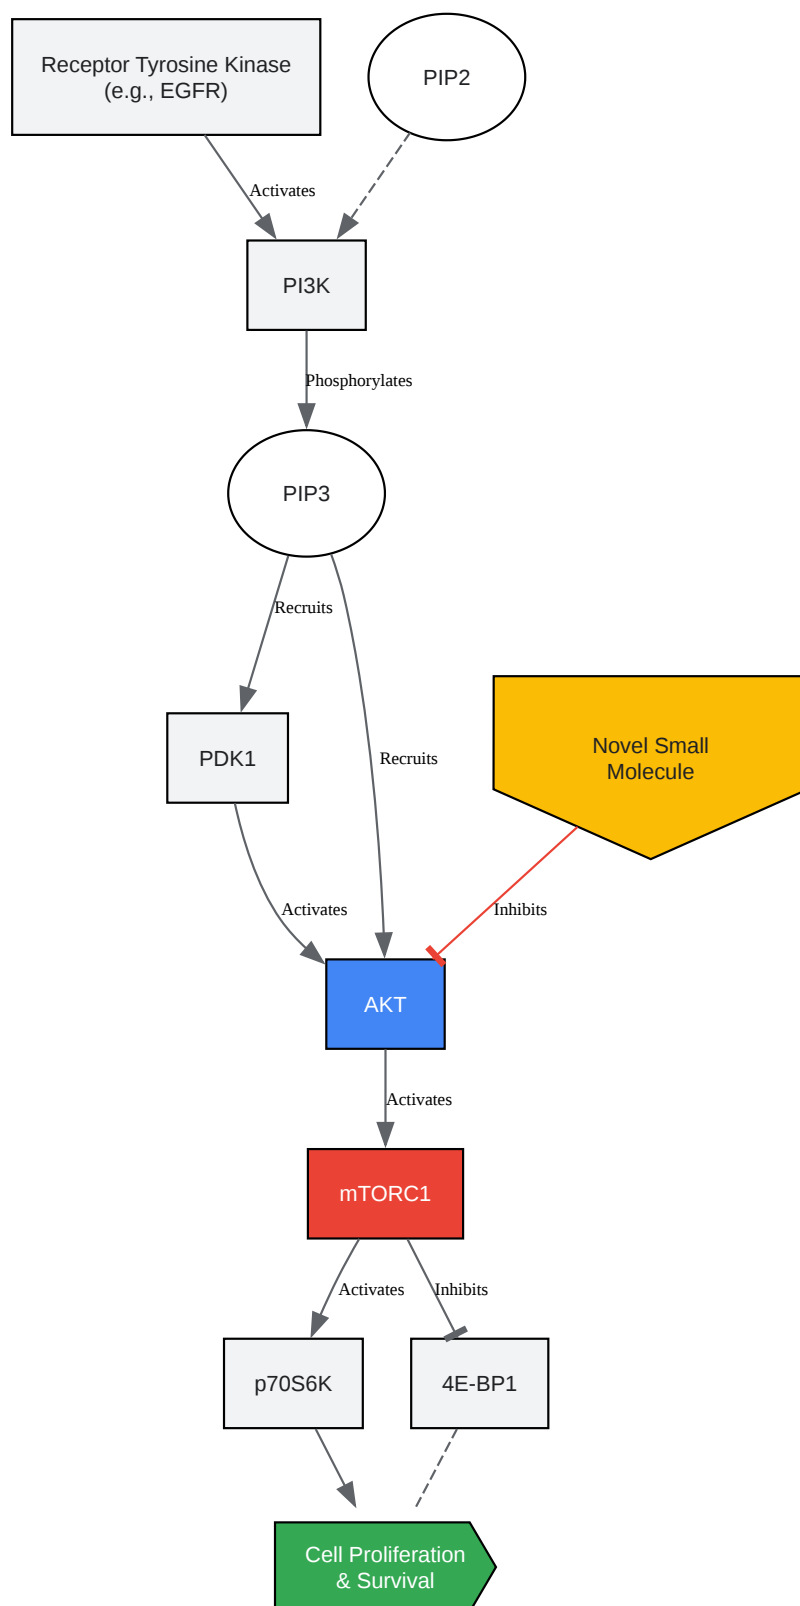 Receptor Tyrosine Kinase
(e.g., EGFR)
PIP2
Activates
PI3K
Phosphorylates
PIP3
Recruits
PDK1
Recruits
Novel Small
Molecule
Activates
Inhibits
AKT
Activates
mTORC1
Activates
Inhibits
p70S6K
4E-BP1
Cell Proliferation
& Survival